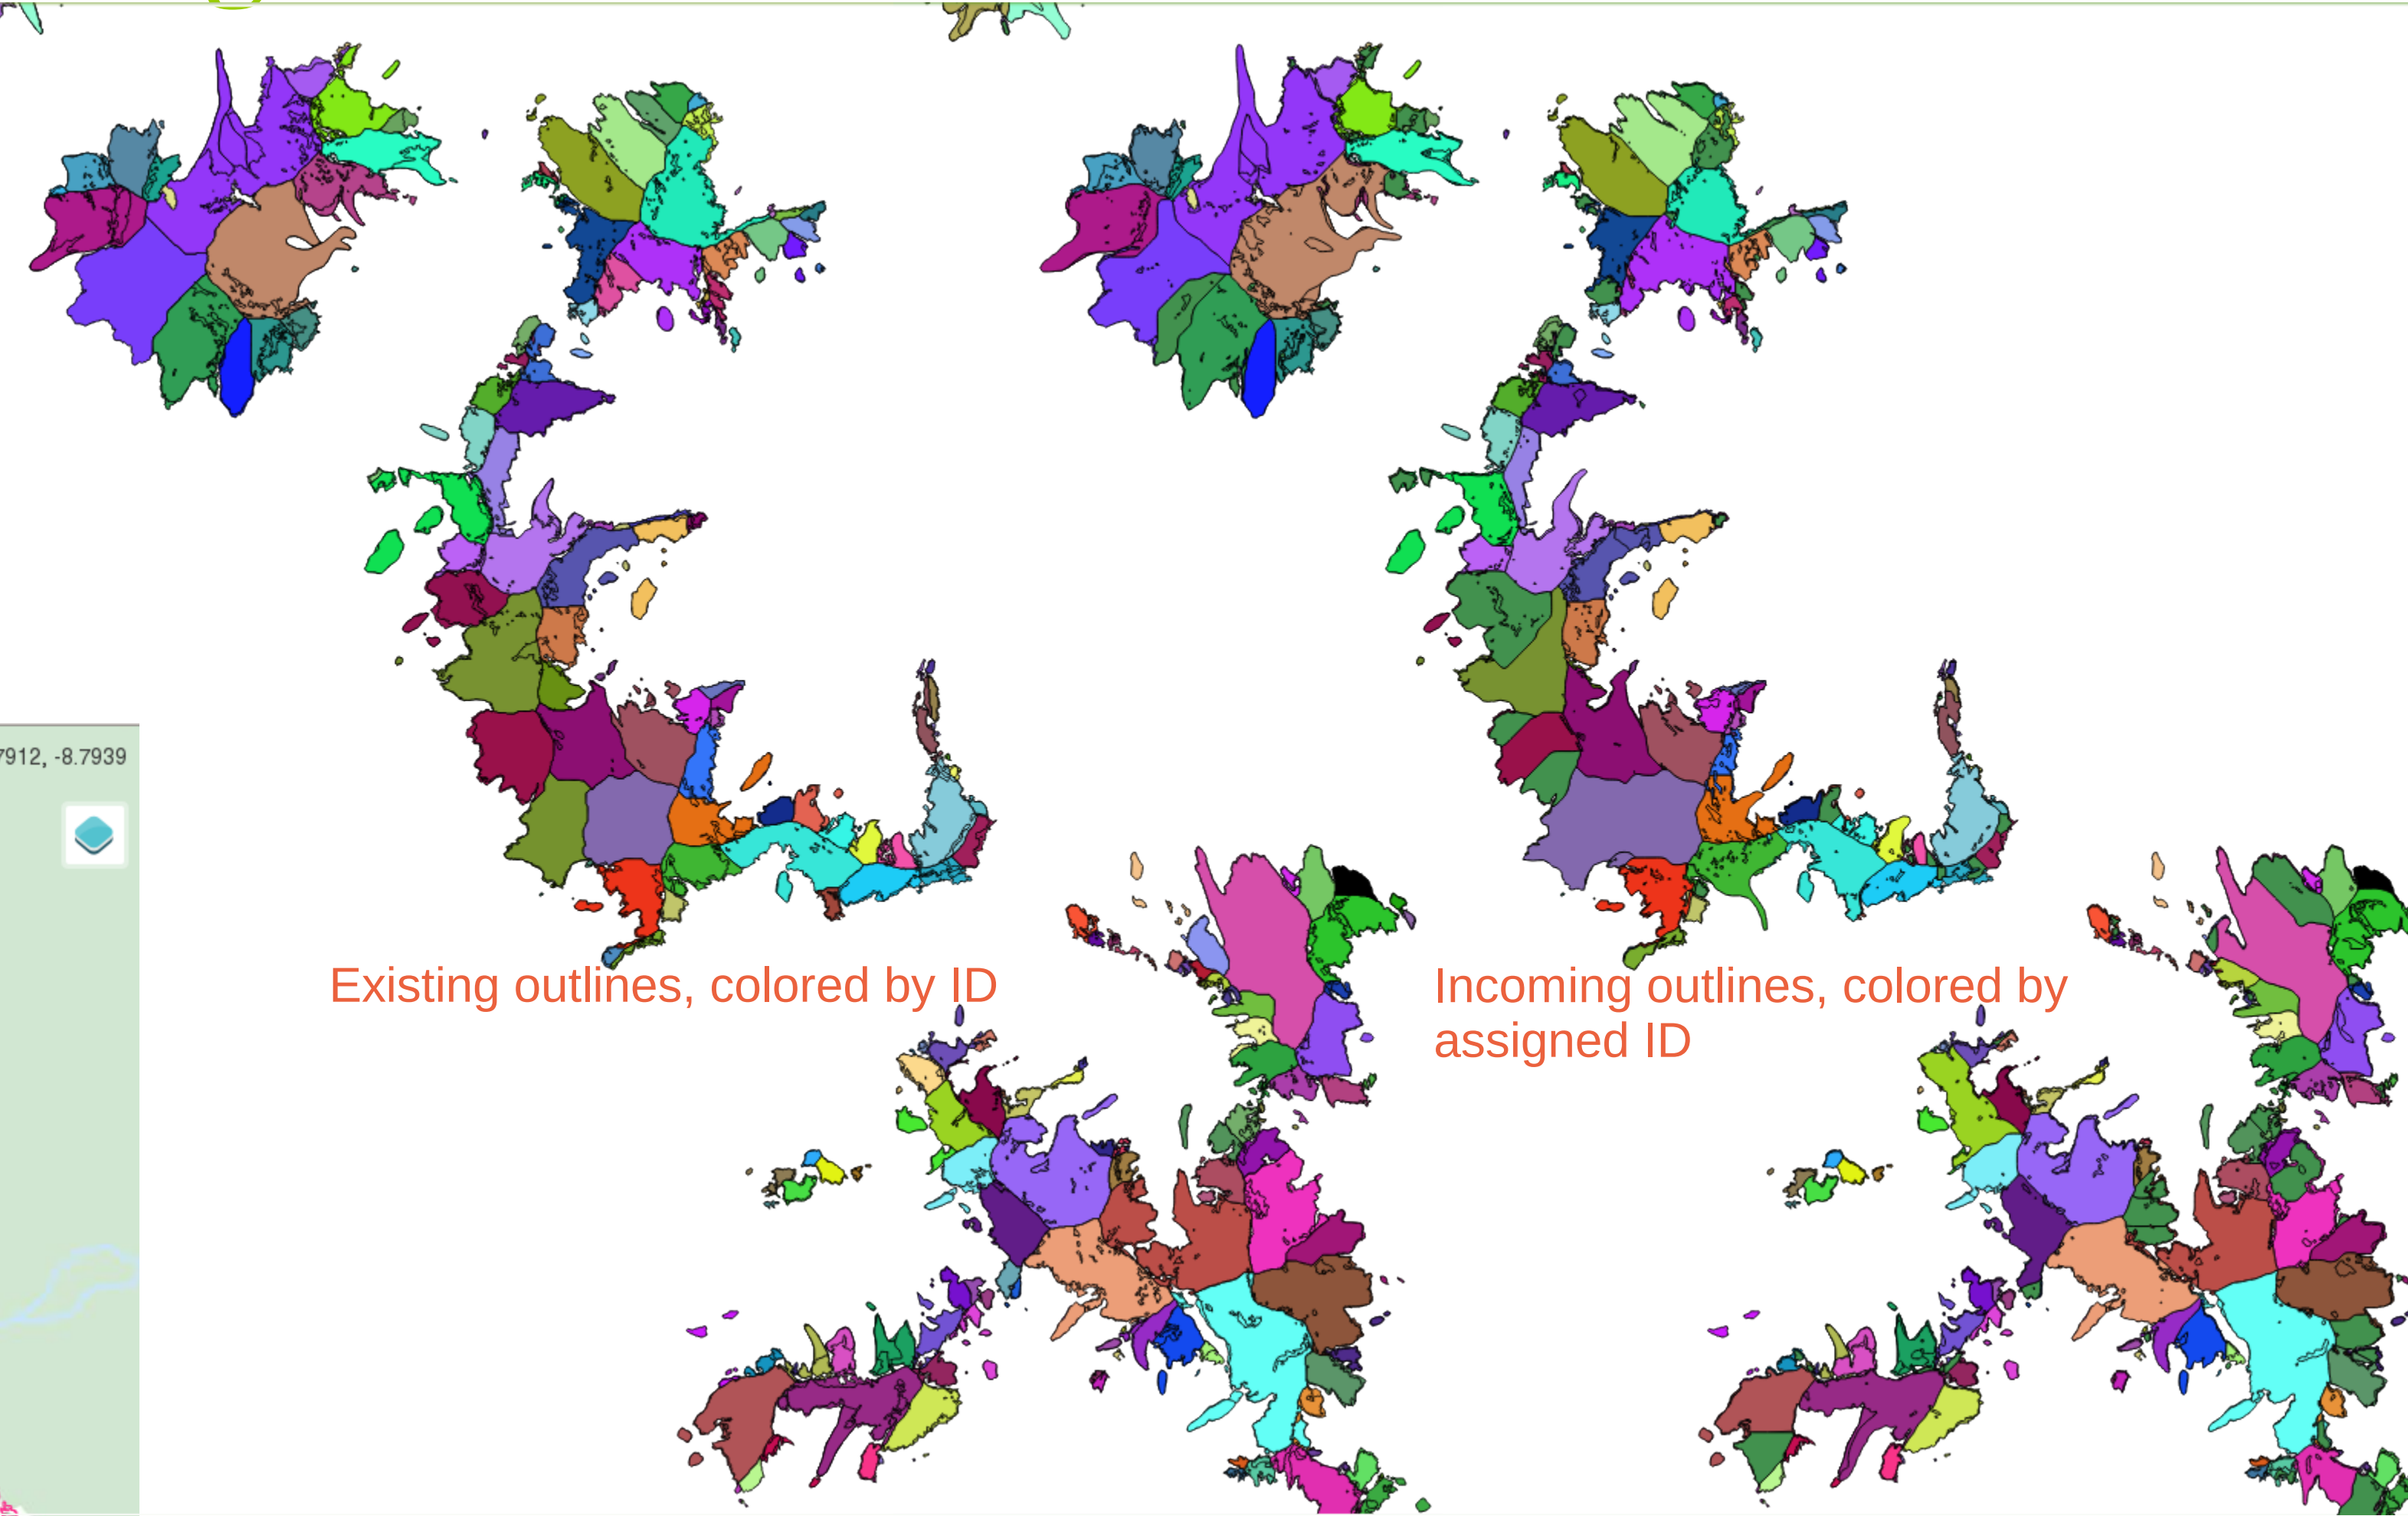 7912, -8.7939
Existing outlines, colored by ID
Incoming outlines, colored by
assigned ID